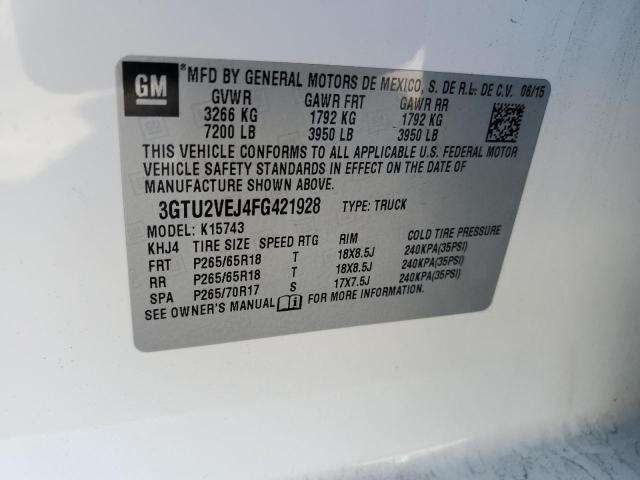 GM
®MFD BY GENERAL MOTORS DE MEXICO, S. DE R.L. DE C.V. 06/15
GVWR GAWR FRT GAWR RR
3266 KG 1792 KG 1792 KG
7200 LB 3950 LB 3950 LB
THIS VEHICLE CONFORMS TO ALL APPLICABLE U.S. FEDERAL MOTOR
VEHICLE SAFETY STANDARDS IN EFFECT ON THE DATE OF
MANUFACTURE SHOWN ABOVE.
3GTU2VEJ4FG421928 TYPE: TRUCK
MODEL: K15743
KHJ4 TIRE SIZE SPEED RTG RIM COLD TIRE PRESSURE
FRT P265/65R18 T 18X8.5J 240KPA(35PSI)
RR P265/65R18 T 18X8.5J 240KPA(35PSI)
SPA P265/70R17 S 17X7.5J 240KPA(35PSI)
SEE OWNER'S MANUAL FOR MORE INFORMATION.